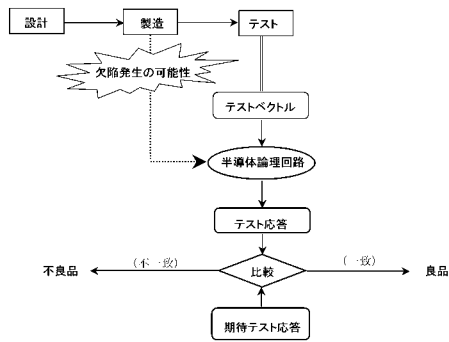 設計
製造
テスト
欠陥発生の可能性
テストベクトル
半導体論理回路
テスト応答
不良品
(不一致)
比較
(一致)
良品
期待テスト応答